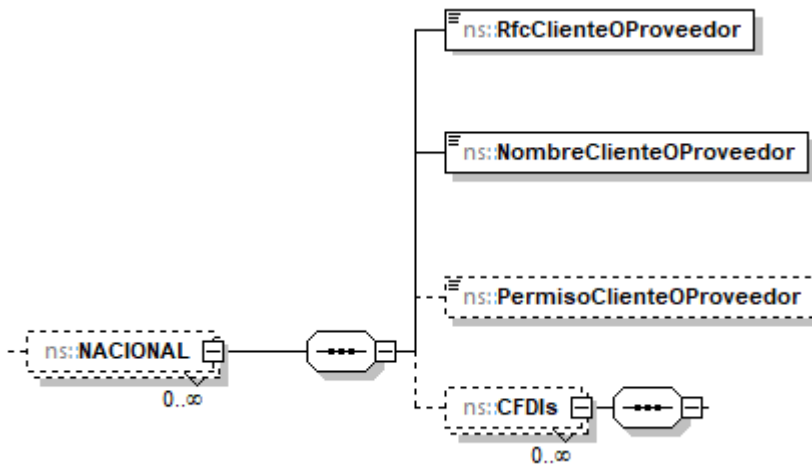 ns::RfcClienteOProveedor
ns::NombreClienteOProveedor
ns::PermisoClienteOProveedor
ns::NACIONAL
0..∞
ns::CFDIs
0..∞